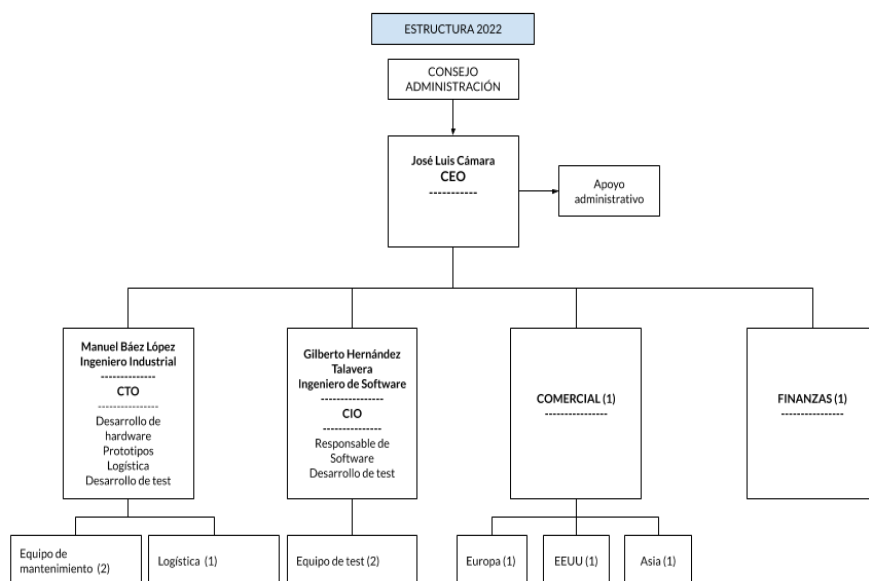 ESTRUCTURA 2022
CONSEJO
ADMINISTRACIÓN
José Luis Cámara
CEO
-----------
Apoyo
administrativo
Manuel Báez López
Ingeniero Industrial
--------------
CTO
----------------
Desarrollo de
hardware
Prototipos
Logística
Desarrollo de test
Gilberto Hernández
Talavera
Ingeniero de Software
----------------
CIO
---------------
Responsable de
Software
Desarrollo de test
COMERCIAL (1)
----------------
FINANZAS (1)
----------------
Equipo de
mantenimiento (2)
Logística (1)
Equipo de test (2)
Europa (1)
EEUU (1)
Asia (1)